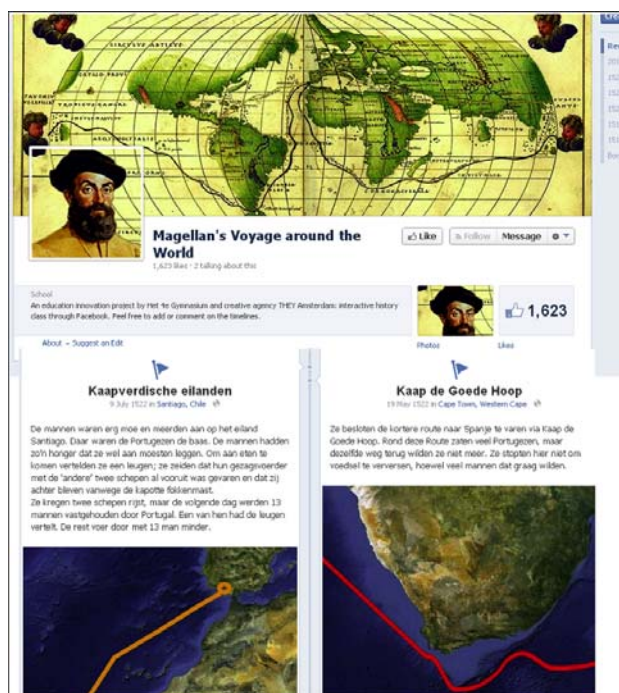 Magellan's Voyage around the
World
1,623 likes · 2 talking about this
Like
Follow
Message
School
An education innovation project by Het 4e Gymnasium and creative agency THEY Amsterdam: interactive history
class through Facebook. Feel free to add or comment on the timelines.
About - Suggest an Edit
Photos
1,623
Likes
Kaapverdische eilanden
9 July 1522 in Santiago, Chile
De mannen waren erg moe en meerden aan op het eiland
Santiago. Daar waren de Portugezen de baas. De mannen hadden
zo'n honger dat ze wel aan moesten leggen. Om aan eten te
komen vertelden ze een leugen; ze zeiden dat hun gezagsvoerder
met de 'andere' twee schepen al vooruit was gevaren en dat zij
achter bleven vanwege de kapotte fokkenmast.
Ze kregen twee schepen rijst, maar de volgende dag werden 13
mannen vastgehouden door Portugal. Een van hen had de leugen
vertelt. De rest voer door met 13 man minder.
Kaap de Goede Hoop
19 May 1522 in Cape Town, Western Cape
Ze besloten de kortere route naar Spanje te varen via Kaap de
Goede Hoop. Rond deze Route zaten veel Portugezen, maar
dezelfde weg terug wilden ze niet meer. Ze stopten hier niet om
voedsel te verversen, hoewel veel mannen dat graag wilden.